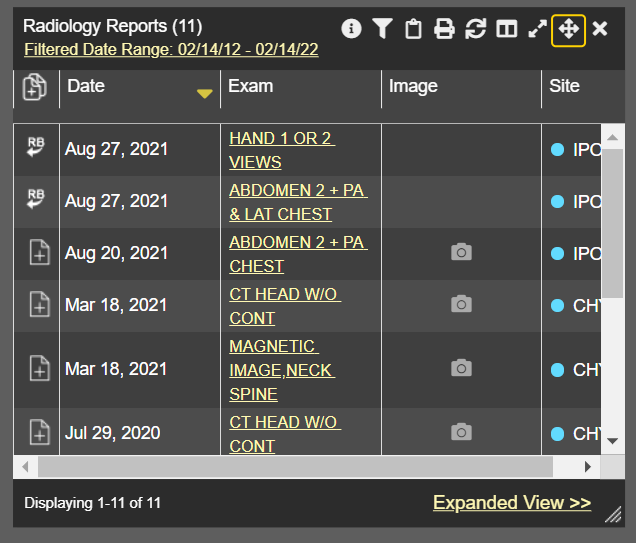 Radiology Reports (11)
Filtered Date Range: 02/14/12 - 02/14/22
Date Exam Image Site
RB Aug 27, 2021 HAND 1 OR 2
VIEWS IPO
RB Aug 27, 2021 ABDOMEN 2 + PA
& LAT CHEST IPO
Aug 20, 2021 ABDOMEN 2 + PA
CHEST IPO
Mar 18, 2021 CT HEAD W/O
CONT CHY
Mar 18, 2021 MAGNETIC
IMAGE,NECK
SPINE CHY
Jul 29, 2020 CT HEAD W/O
CONT CHY
Displaying 1-11 of 11 Expanded View >>